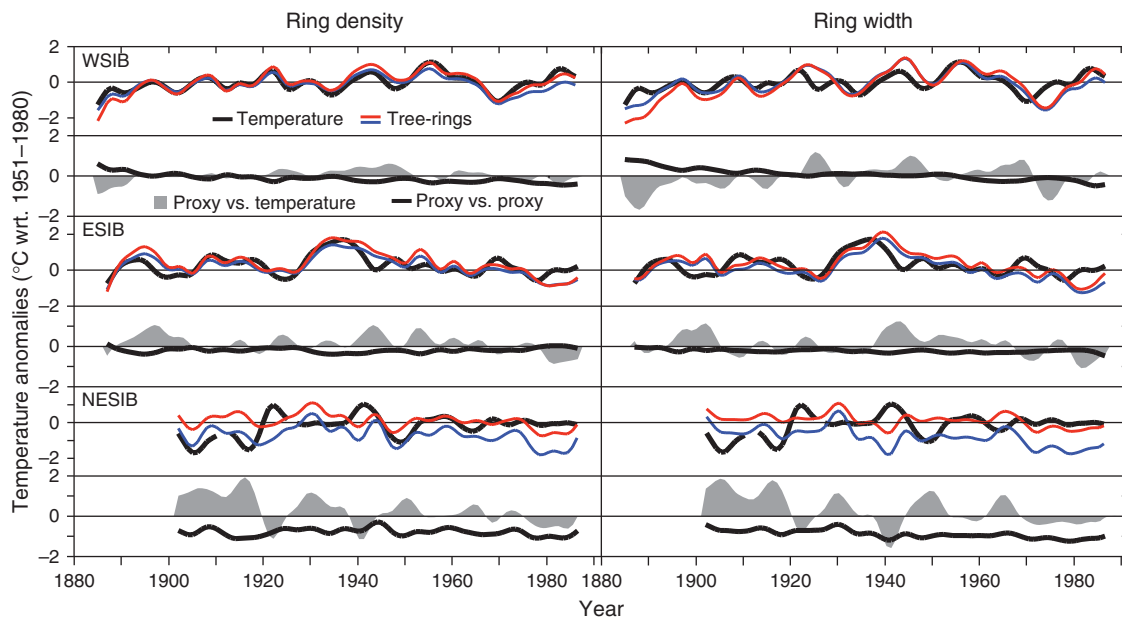 Ring density
Ring width
Temperature anomalies (°C wrt. 1951–1980)
2
WSIB
0
Temperature
Tree-rings
–2
2
0
Proxy vs. temperature
Proxy vs. proxy
–2
ESIB
2
0
–2
2
0
–2
NESIB
2
0
–2
2
0
–2
1880
1900
1920
1940
1960
1980
1880
1900
1920
1940
1960
1980
Year